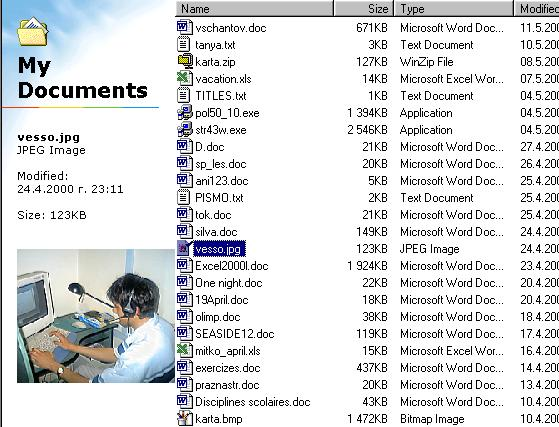 My
Documents
vesso.jpg
JPEG Image
Modified:
24.4.2000 г. 23:11
Size: 123KB
Name Size Type Modified
vschantov.doc 671KB Microsoft Word Doc... 11.5.200
tanya.txt 3KB Text Document 10.5.200
karta.zip 127KB WinZip File 08.5.200
vacation.xls 14KB Microsoft Excel Wor... 07.5.200
TITLES.txt 1KB Text Document 04.5.200
pol50_10.exe 1 394KB Application 04.5.200
str43w.exe 2 546KB Application 04.5.200
D.doc 21KB Microsoft Word Doc... 27.4.200
sp_les.doc 20KB Microsoft Word Doc... 26.4.200
ani123.doc 5KB Microsoft Word Doc... 25.4.200
PISMO.txt 2KB Text Document 25.4.200
tok.doc 21KB Microsoft Word Doc... 25.4.200
silva.doc 149KB Microsoft Word Doc... 24.4.200
vesso.jpg 123KB JPEG Image 24.4.200
Excel2000I.doc 1 924KB Microsoft Word Doc... 23.4.200
One night.doc 22KB Microsoft Word Doc... 20.4.200
19April.doc 18KB Microsoft Word Doc... 20.4.200
olimp.doc 38KB Microsoft Word Doc... 18.4.200
SEASIDE12.doc 119KB Microsoft Word Doc... 17.4.200
mitko_april.xls 15KB Microsoft Excel Wor... 16.4.200
exercizes.doc 437KB Microsoft Word Doc... 14.4.200
praznastr.doc 20KB Microsoft Word Doc... 13.4.200
Disciplines scolaires.doc 43KB Microsoft Word Doc... 10.4.200
karta.bmp 1 472KB Bitmap Image 10.4.200